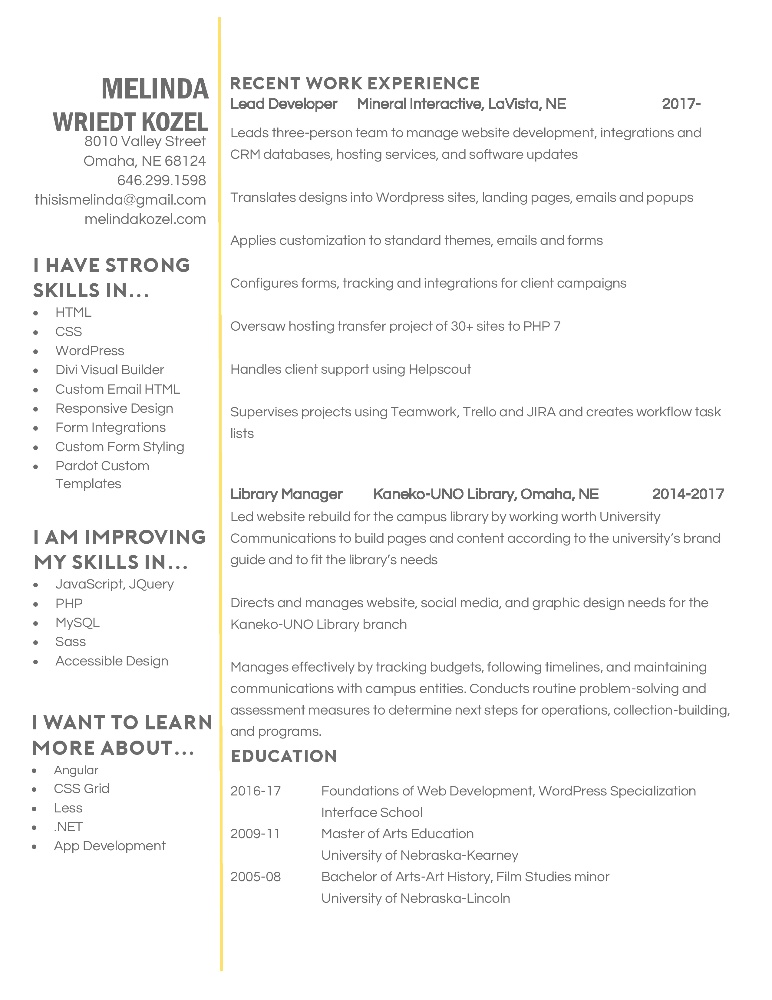 MELINDA
WRIEDT KOZEL
8010 Valley Street
Omaha, NE 68124
646.299.1598
thisismelinda@gmail.com
melindakozel.com
I HAVE STRONG
SKILLS IN...
• HTML
• CSS
• WordPress
• Divi Visual Builder
• Custom Email HTML
• Responsive Design
• Form Integrations
• Custom Form Styling
• Pardot Custom
Templates
I AM IMPROVING
MY SKILLS IN...
• JavaScript, JQuery
• PHP
• MySQL
• Sass
• Accessible Design
I WANT TO LEARN
MORE ABOUT...
• Angular
• CSS Grid
• Less
• .NET
• App Development
RECENT WORK EXPERIENCE
Lead Developer Mineral Interactive, LaVista, NE 2017-
Leads three-person team to manage website development, integrations and
CRM databases, hosting services, and software updates
Translates designs into Wordpress sites, landing pages, emails and popups
Applies customization to standard themes, emails and forms
Configures forms, tracking and integrations for client campaigns
Oversaw hosting transfer project of 30+ sites to PHP 7
Handles client support using Helpscout
Supervises projects using Teamwork, Trello and JIRA and creates workflow task
lists
Library Manager Kaneko-UNO Library, Omaha, NE 2014-2017
Led website rebuild for the campus library by working worth University
Communications to build pages and content according to the university's brand
guide and to fit the library's needs
Directs and manages website, social media, and graphic design needs for the
Kaneko-UNO Library branch
Manages effectively by tracking budgets, following timelines, and maintaining
communications with campus entities. Conducts routine problem-solving and
assessment measures to determine next steps for operations, collection-building,
and programs.
EDUCATION
2016-17 Foundations of Web Development, WordPress Specialization
Interface School
2009-11 Master of Arts Education
University of Nebraska-Kearney
2005-08 Bachelor of Arts-Art History, Film Studies minor
University of Nebraska-Lincoln